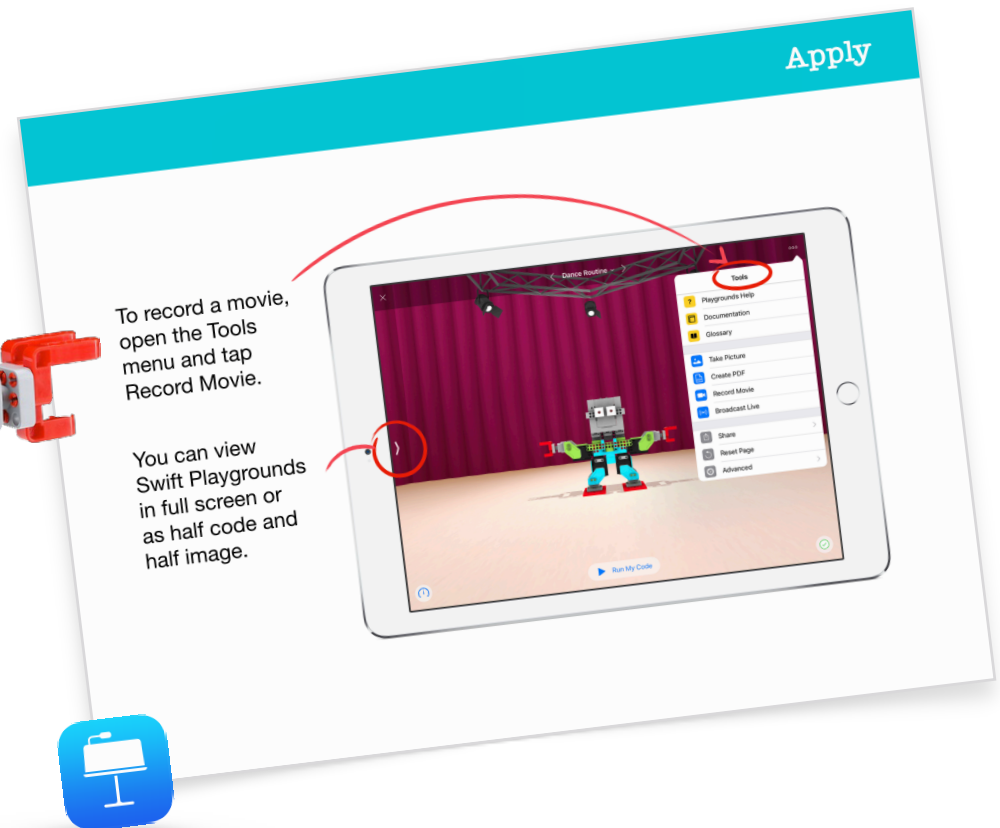 Apply
To record a movie,
open the Tools
menu and tap
Record Movie.
You can view
Swift Playgrounds
in full screen or
as half code and
half image.
Dance Routine
Tools
Playgrounds Help
Documentation
Glossary
Take Picture
Create PDF
Record Movie
Broadcast Live
Share
Reset Page
Advanced
Run My Code